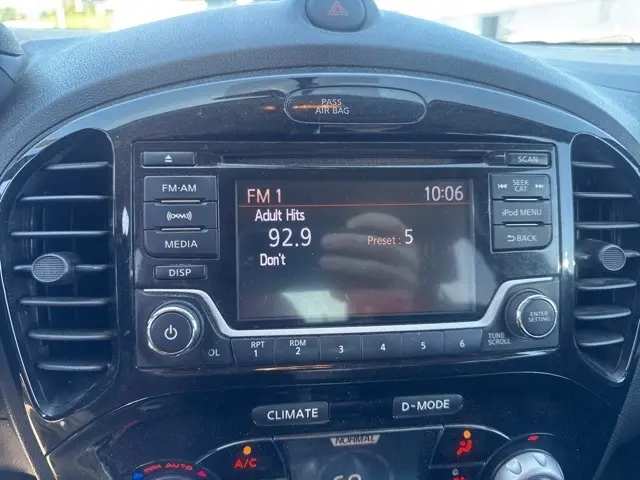 PASS
AIR BAG
SCAN
FM·AM
FM 1 10:06
SEEK
CAT
(((XM)))
Adult Hits
iPod MENU
92.9 Preset : 5
MEDIA
BACK
Don't
DISP
ENTER
SETTING
TUNE
SCROLL
OL
RPT
1
RDM
2
3
4
5
6
CLIMATE
D-MODE
NORMAL
A/C
AUTO